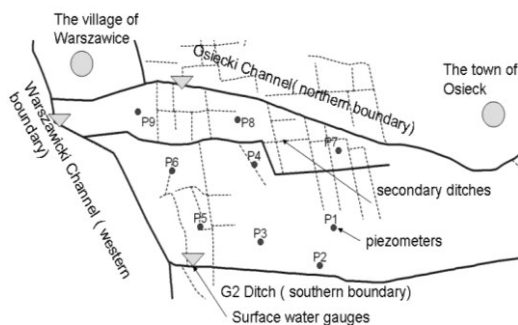 The village of
Warszawice
Osiecki Channel( northern boundary)
The town of
Osieck
Warszawicki Channel ( western
boundary)
P9
P8
P7
P6
P4
secondary ditches
P5
P3
P1
piezometers
P2
G2 Ditch ( southern boundary)
Surface water gauges